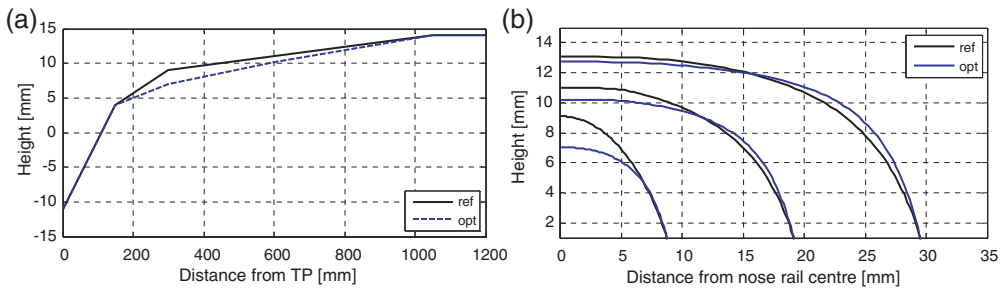 (a)
15
10
5
0
-5
-10
-15
Height [mm]
0 200 400 600 800 1000 1200
Distance from TP [mm]
ref
opt
(b)
14
12
10
8
6
4
2
Height [mm]
0 5 10 15 20 25 30 35
Distance from nose rail centre [mm]
ref
opt